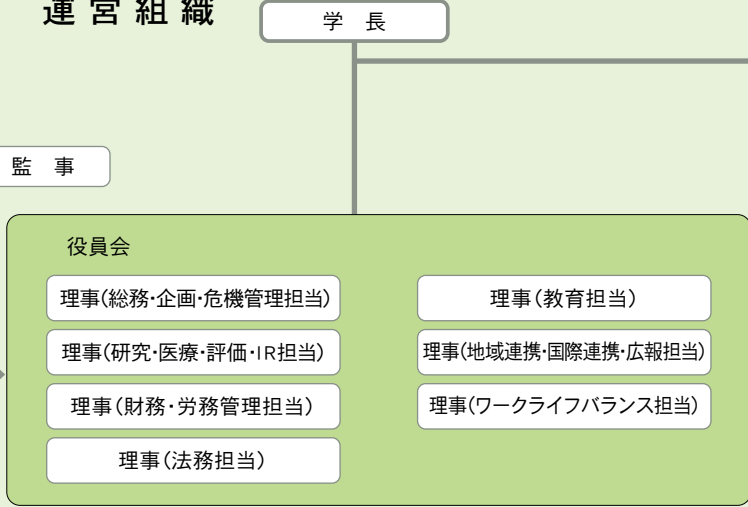 運営組織
学 長
監 事
役員会
理事(総務・企画・危機管理担当)
理事(教育担当)
理事(研究・医療・評価・IR担当)
理事(地域連携・国際連携・広報担当)
理事(財務・労務管理担当)
理事(ワークライフバランス担当)
理事(法務担当)